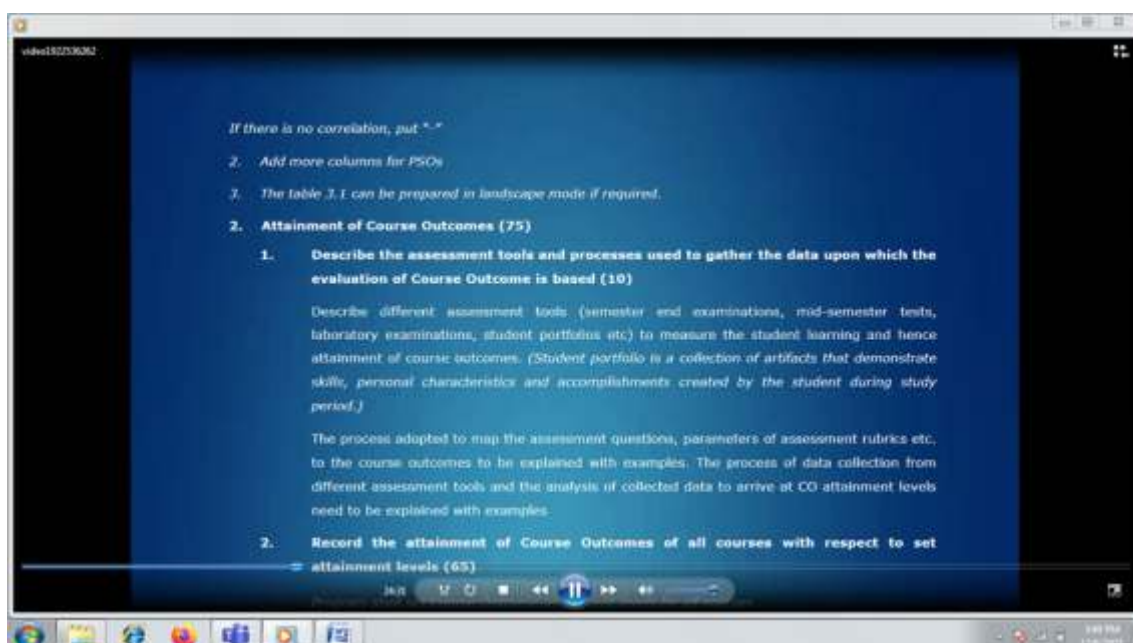 video1922536262
If there is no correlation, put "-"
2. Add more columns for PSOs
3. The table 3.1 can be prepared in landscape mode if required.
2. Attainment of Course Outcomes (75)
1. Describe the assessment tools and processes used to gather the data upon which the
evaluation of Course Outcome is based (10)
Describe different assessment tools (semester end examinations, mid-semester tests,
laboratory examinations, student portfolios etc) to measure the student learning and hence
attainment of course outcomes. (Student portfolio is a collection of artifacts that demonstrate
skills, personal characteristics and accomplishments created by the student during study
period.)
The process adopted to map the assessment questions, parameters of assessment rubrics etc.
to the course outcomes to be explained with examples. The process of data collection from
different assessment tools and the analysis of collected data to arrive at CO attainment levels
need to be explained with examples
2. Record the attainment of Course Outcomes of all courses with respect to set
attainment levels (65)